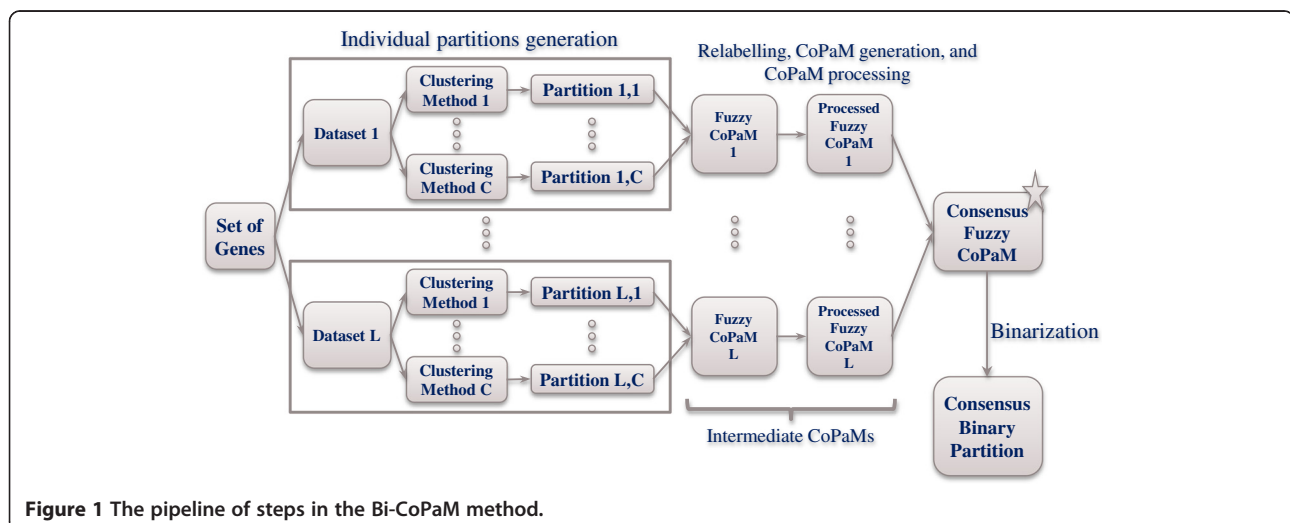 Individual partitions generation
Relabelling, CoPaM generation, and
CoPaM processing
Set of
Genes
Dataset 1
Clustering
Method 1
Partition 1,1
Clustering
Method C
Partition 1,C
Fuzzy
CoPaM
1
Processed
Fuzzy
CoPaM
1
Dataset L
Clustering
Method 1
Partition L,1
Clustering
Method C
Partition L,C
Fuzzy
CoPaM
L
Processed
Fuzzy
CoPaM
L
Intermediate CoPaMs
Consensus
Fuzzy
CoPaM
Binarization
Consensus
Binary
Partition
Figure 1 The pipeline of steps in the Bi-CoPaM method.